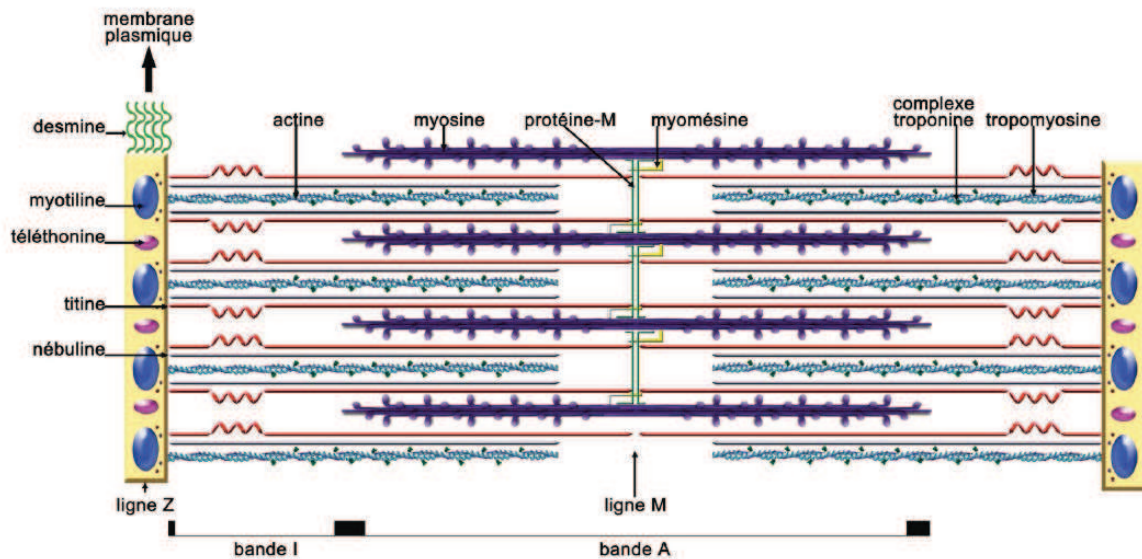 membrane
plasmique
desmine
actine
myosine
protéine-M
myomésine
complexe
troponine
tropomyosine
myotiline
téléthonine
titine
nébuline
ligne Z
ligne M
bande I
bande A